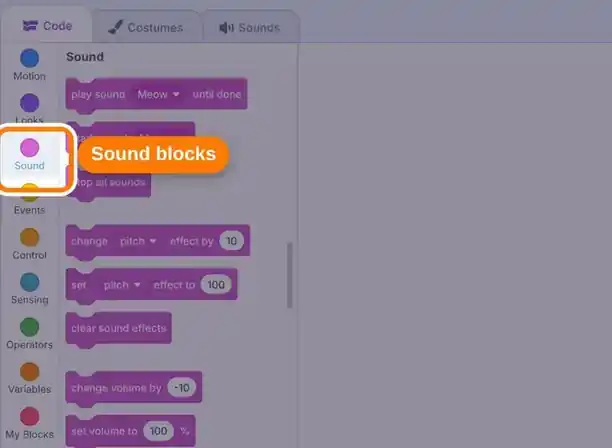 Code
Costumes
Sounds
Motion
Looks
Sound
Events
Control
Sensing
Operators
Variables
My Blocks
Sound
play sound Meow until done
Sound blocks
stop all sounds
change pitch effect by 10
set pitch effect to 100
clear sound effects
change volume by -10
set volume to 100 %